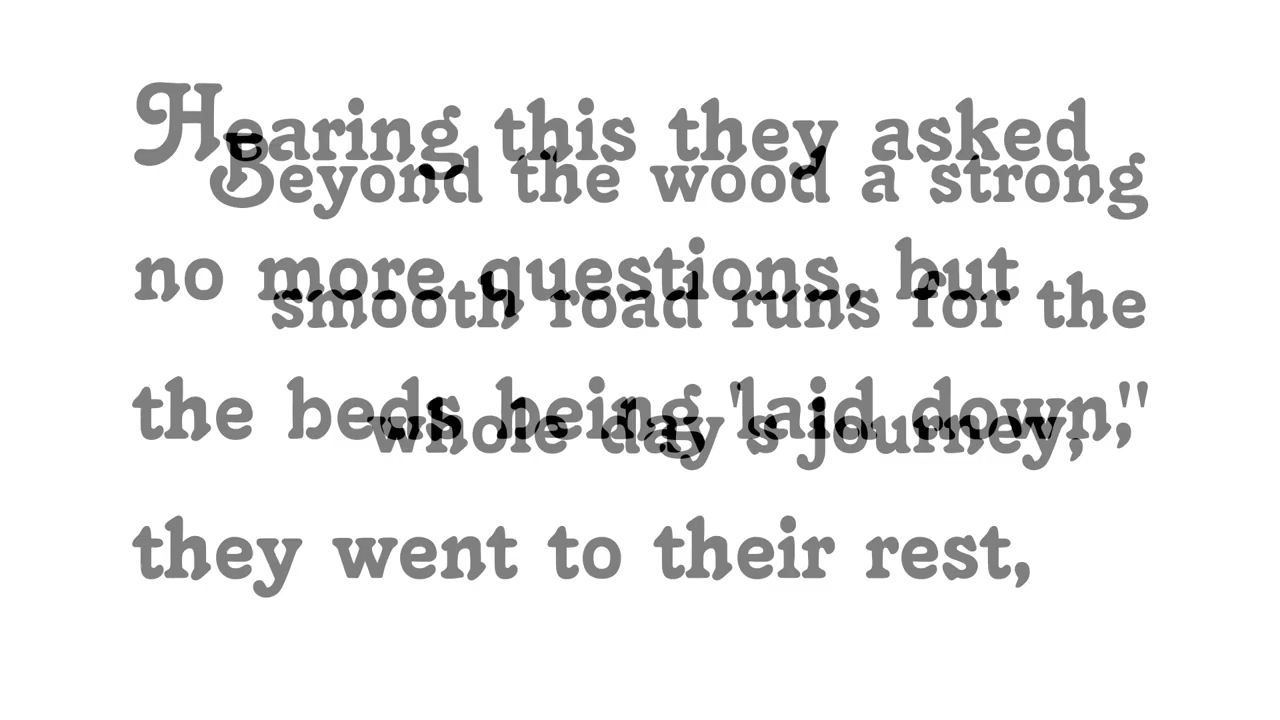 Hearing this they asked
Beyond the wood a strong
no more questions, but
smooth road runs for the
the beds being laid down,"
whole day's journey,
they went to their rest,